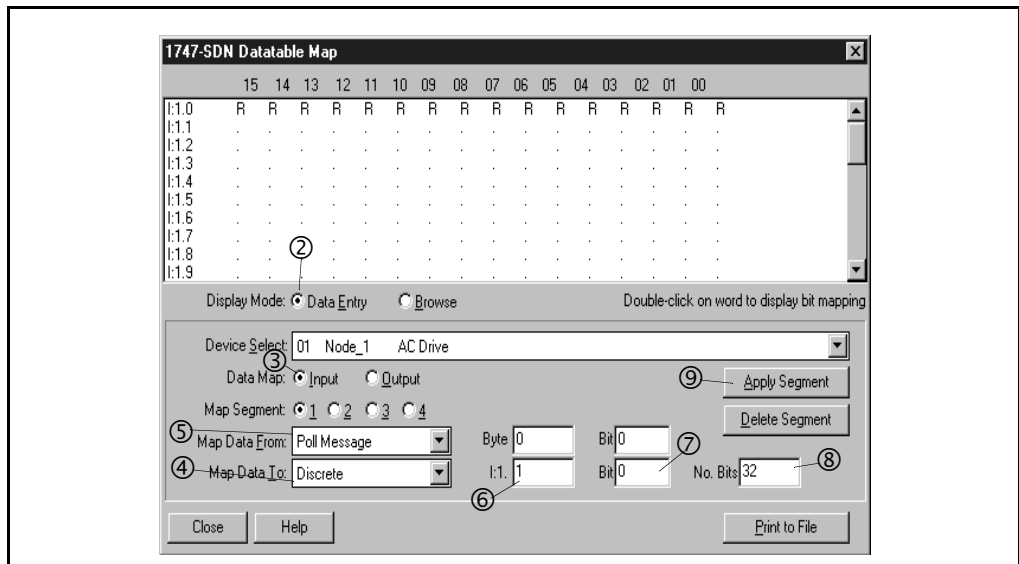 1747-SDN Datatable Map
15 14 13 12 11 10 09 08 07 06 05 04 03 02 01 00
I:1.0 R R R R R R R R R R R R R R R R
I:1.1 . . . . . . . . . . . . . . . .
I:1.2 . . . . . . . . . . . . . . . .
I:1.3 . . . . . . . . . . . . . . . .
I:1.4 . . . . . . . . . . . . . . . .
I:1.5 . . . . . . . . . . . . . . . .
I:1.6 . . . . . . . . . . . . . . . .
I:1.7 . . . . . . . . . . . . . . . .
I:1.8 . . . . . . . . . . . . . . . .
I:1.9 . . . . . . . . . . . . . . . .
②
Display Mode: Data Entry Browse Double-click on word to display bit mapping
Device Select: 01 Node_1 AC Drive
③
Data Map: Input Output ⑨ Apply Segment
Map Segment: 1 2 3 4 Delete Segment
⑤ Map Data From: Poll Message Byte 0 Bit 0 ⑦
④ Map Data To: Discrete I:1. 1 Bit 0 No. Bits 32 ⑧
⑥
Close Help Print to File